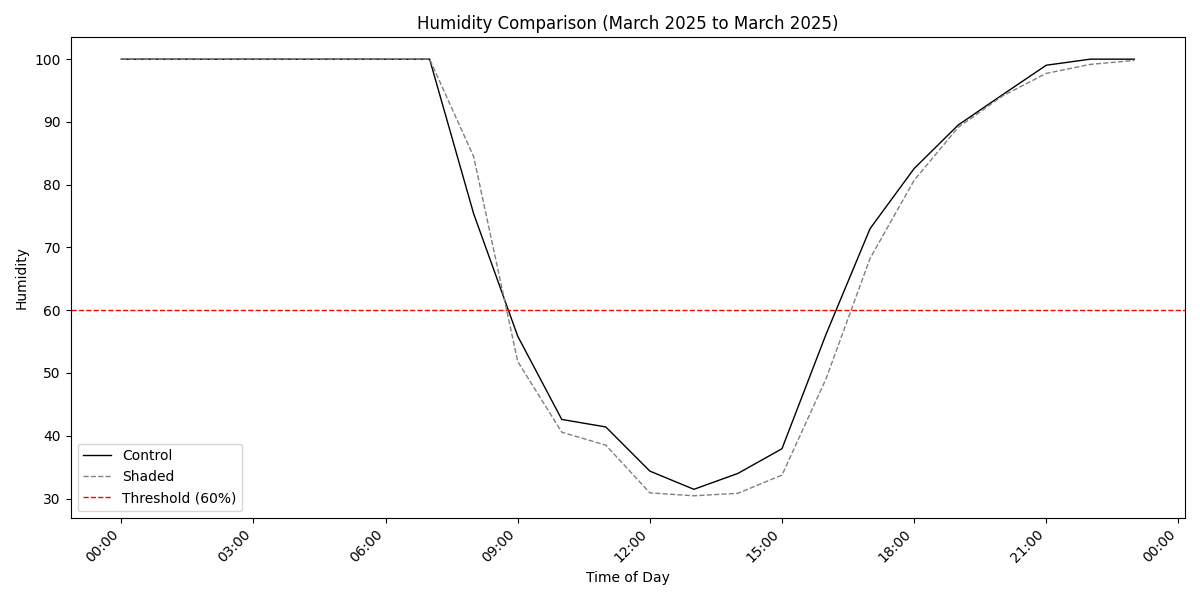 Humidity Comparison (March 2025 to March 2025)
Humidity
100
90
80
70
60
50
40
30
Control
Shaded
Threshold (60%)
00:00
03:00
06:00
09:00
12:00
15:00
18:00
21:00
00:00
Time of Day